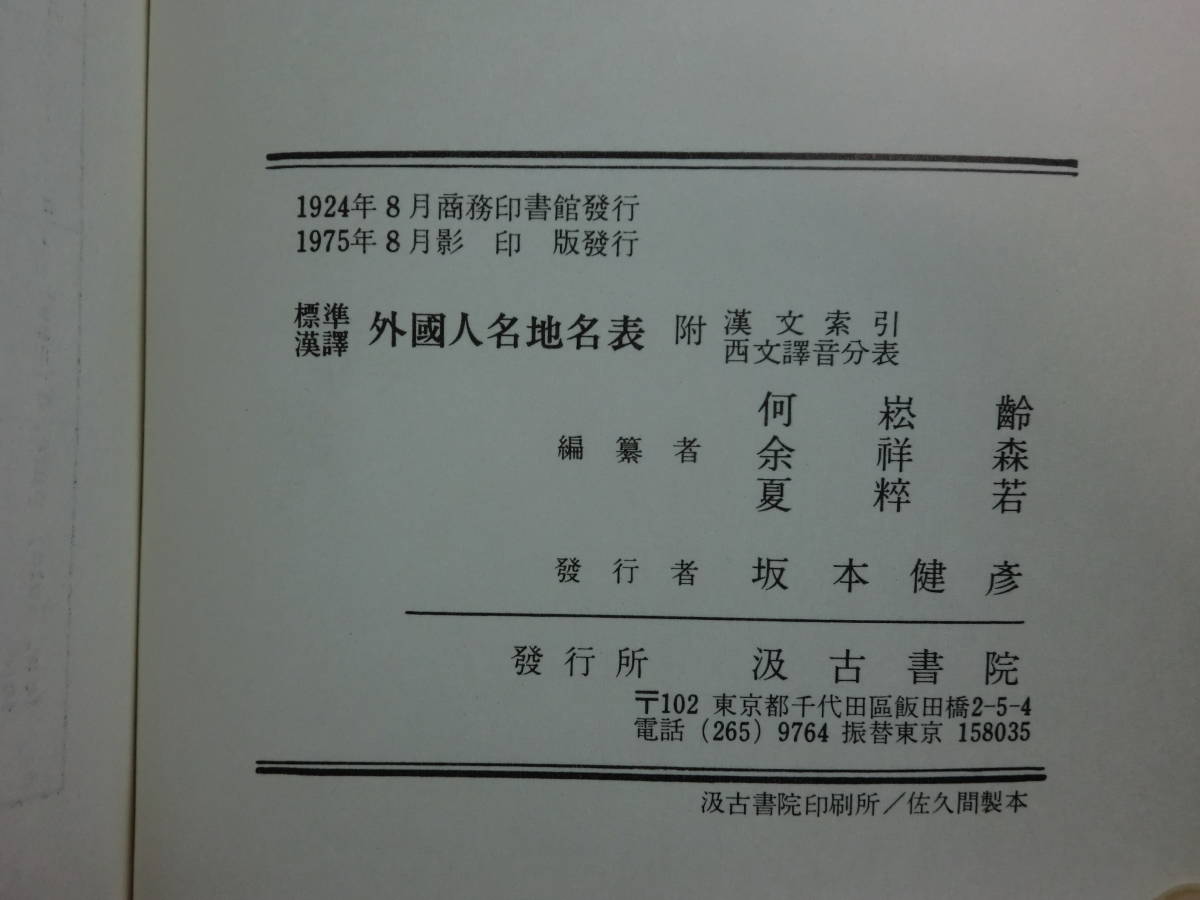 1924年8月商務印書館發行
1975年8月影印版發行
標準漢譯 外國人名地名表 附 漢文索引
西文譯音分表
何崧齡
編纂者 余祥森
夏粹若
發行者 坂本健彥
發行所 汲古書院
〒102 東京都千代田區飯田橋2-5-4
電話(265)9764 振替東京 158035
汲古書院印刷所/佐久間製本